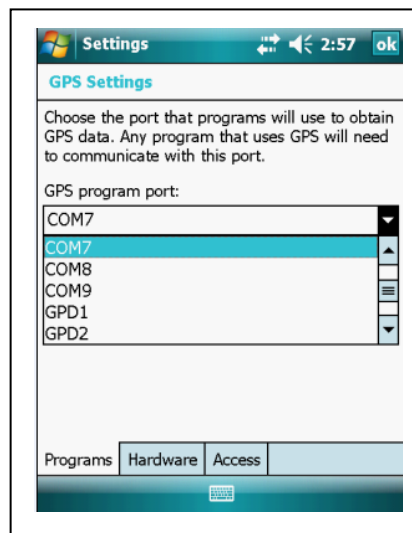 Settings 2:57 ok
GPS Settings
Choose the port that programs will use to obtain
GPS data. Any program that uses GPS will need
to communicate with this port.
GPS program port:
COM7
COM7
COM8
COM9
GPD1
GPD2
Programs Hardware Access